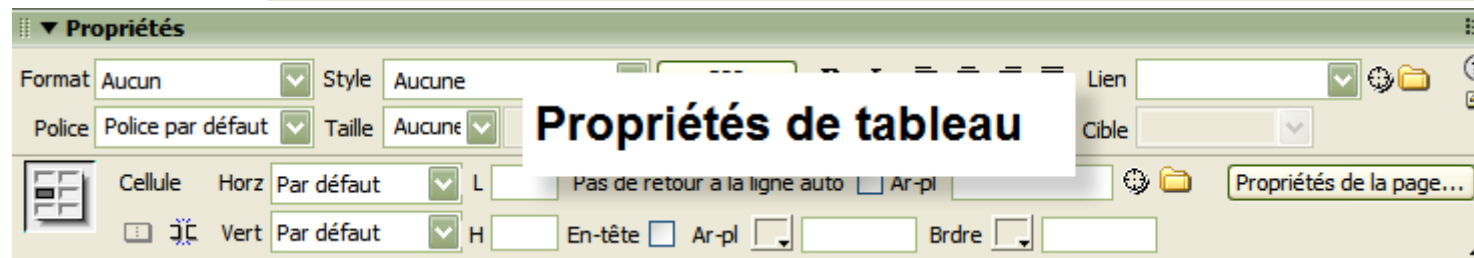 Propriétés
Format Aucun Style Aucune Lien
Police Police par défaut Taille Aucune Cible
Propriétés de tableau
Cellule Horz Par défaut L Pas de retour à la ligne auto Ar-pl Propriétés de la page...
Vert Par défaut H En-tête Ar-pl Brdre